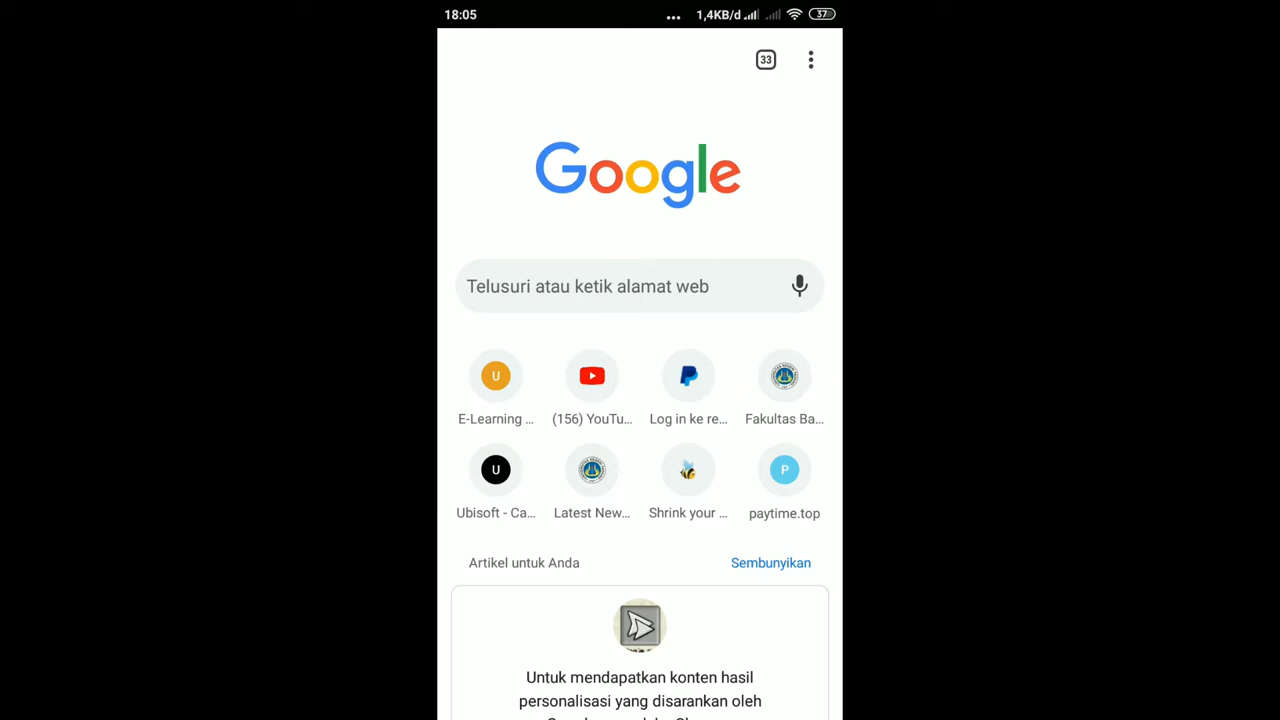 18:05 ... 1,4KB/d 37
33
Google
Telusuri atau ketik alamat web
U
E-Learning ... (156) YouTu... Log in ke re... Fakultas Ba...
U P
Ubisoft - Ca... Latest New... Shrink your ... paytime.top
Artikel untuk Anda Sembunyikan
Untuk mendapatkan konten hasil
personalisasi yang disarankan oleh